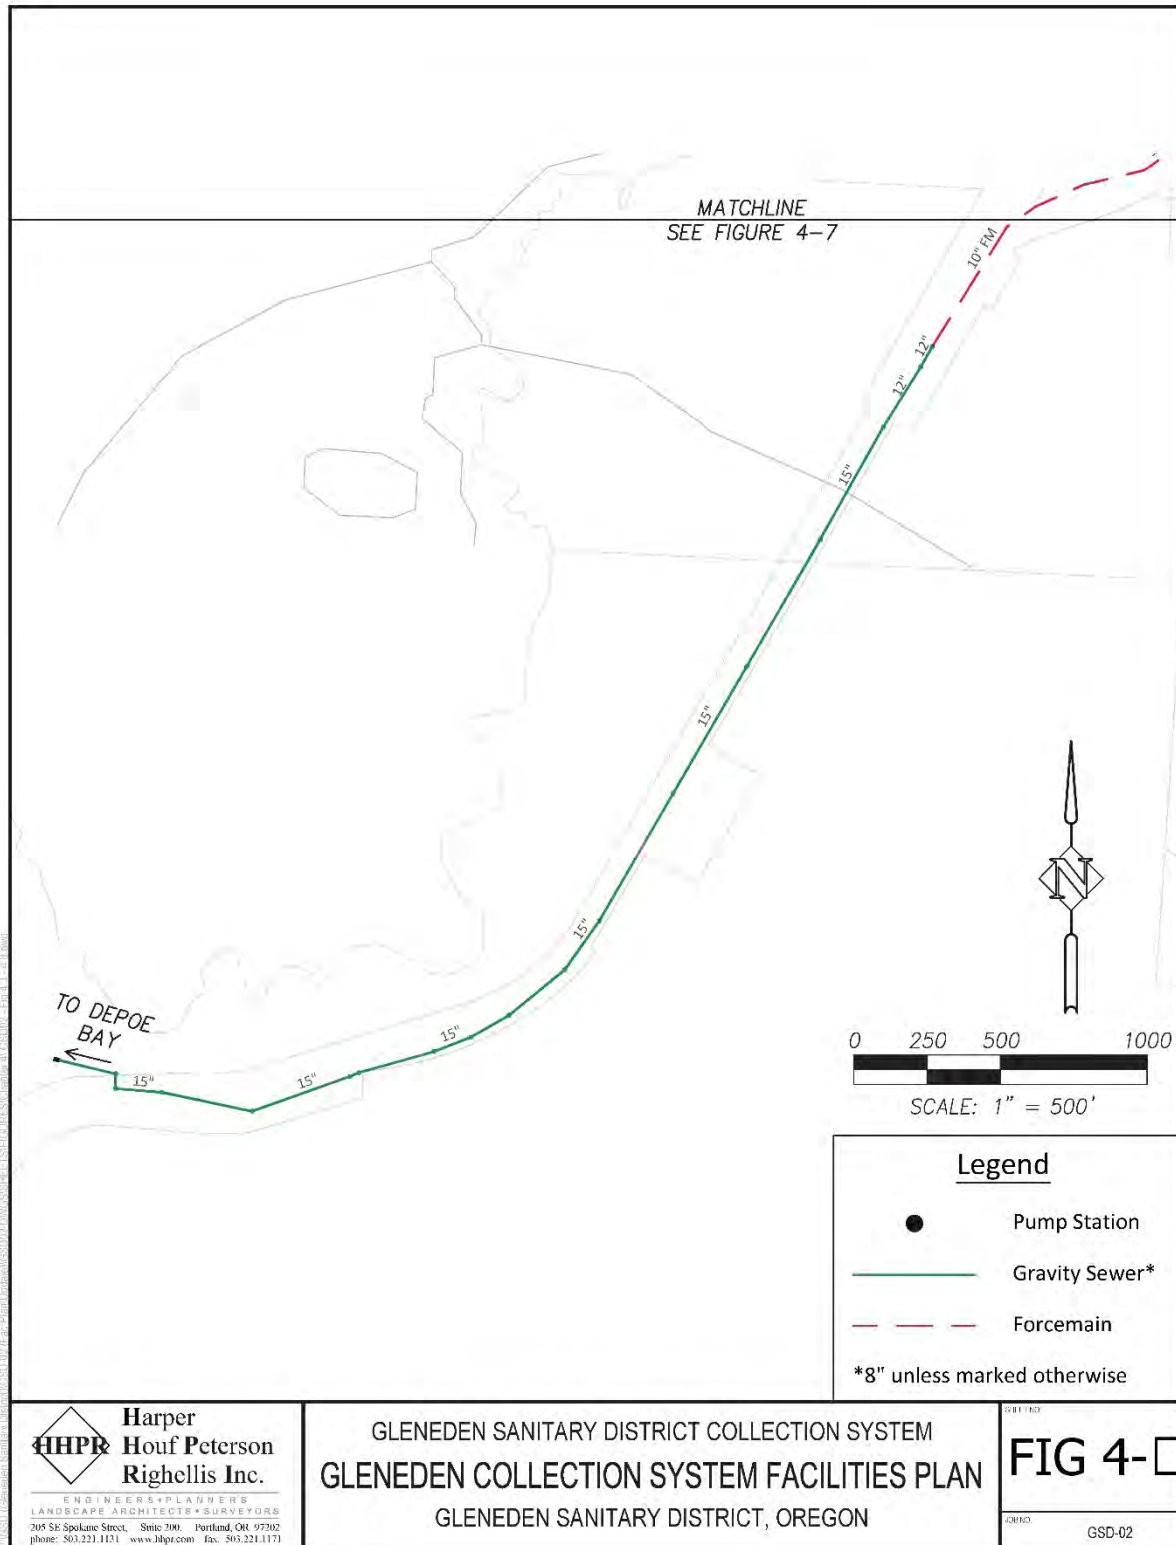 MATCHLINE
SEE FIGURE 4-7
10" FM
12"
12"
15"
15"
15"
15"
15"
15"
TO DEPOE
BAY
N
0 250 500 1000
SCALE: 1" = 500'
Legend
Pump Station
Gravity Sewer*
Forcemain
*8" unless marked otherwise
HHPR
Harper
Houf Peterson
Righellis Inc.
ENGINEERS♦PLANNERS
LANDSCAPE ARCHITECTS♦SURVEYORS
205 SE Spokane Street, Suite 200, Portland, OR 97202
phone: 503.221.1131 www.hhpr.com fax: 503.221.1171
GLENEDEN SANITARY DISTRICT COLLECTION SYSTEM
GLENEDEN COLLECTION SYSTEM FACILITIES PLAN
GLENEDEN SANITARY DISTRICT, OREGON
FIG 4-□
JOB NO.
GSD-02